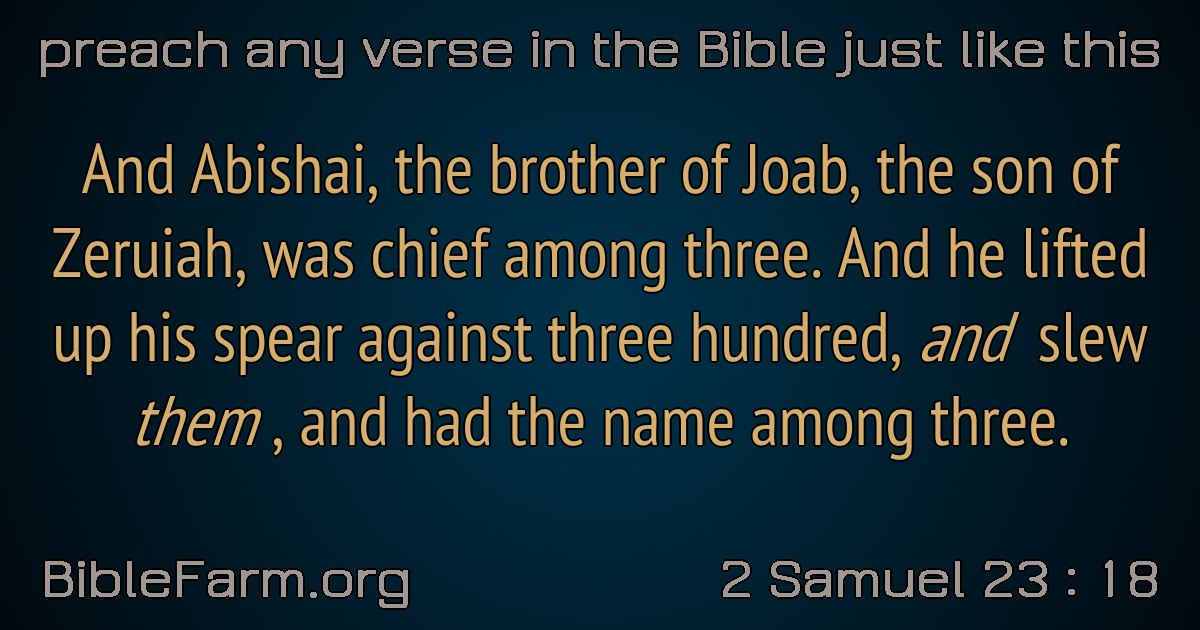 preach any verse in the Bible just like this
And Abishai, the brother of Joab, the son of
Zeruiah, was chief among three. And he lifted
up his spear against three hundred, and slew
them , and had the name among three.
BibleFarm.org
2 Samuel 23 : 18